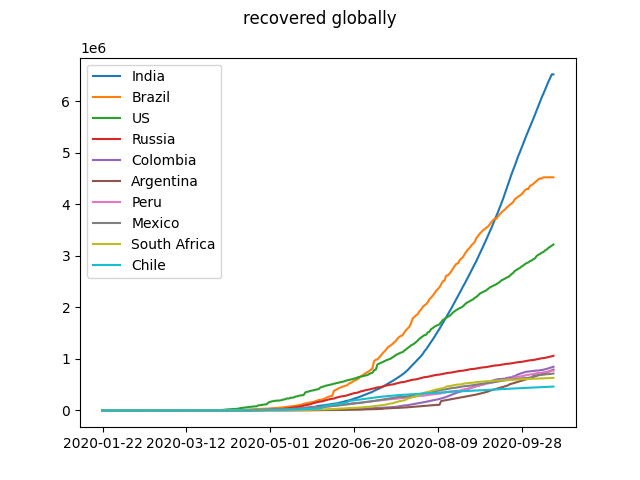 recovered globally
1e6
India
Brazil
US
Russia
Colombia
Argentina
Peru
Mexico
South Africa
Chile
6
5
4
3
2
1
0
2020-01-22 2020-03-12 2020-05-01 2020-06-20 2020-08-09 2020-09-28